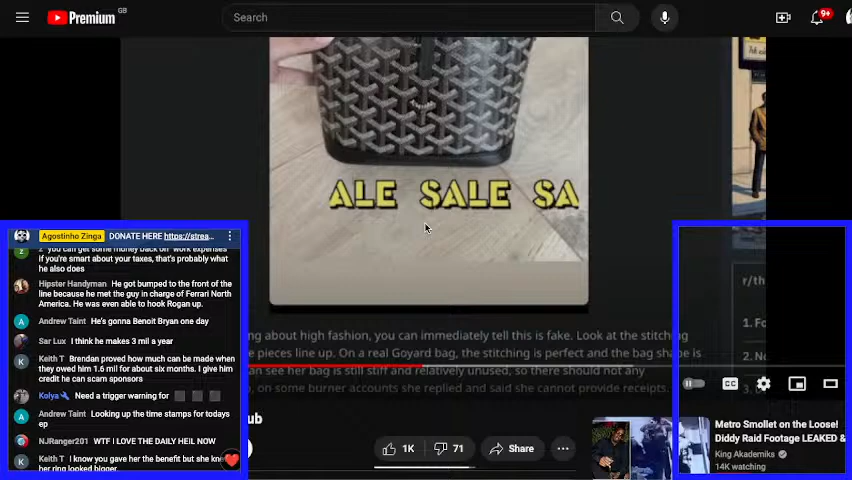 Premium GB
Search
9+
ALE SALE SA
Agostinho Zinga DONATE HERE https://strea...
z you can get some money back on work expenses
if you're smart about your taxes, that's probably what
he also does
Hipster Handyman He got bumped to the front of the
line because he met the guy in charge of Ferrari North
America. He was even able to hook Rogan up.
Andrew Taint He's gonna Benoit Bryan one day
Sar Lux I think he makes 3 mil a year
Keith T Brendan proved how much can be made when
they owed him 1.6 mil for about six months. I give him
credit he can scam sponsors
Kolya Need a trigger warning for
Andrew Taint Looking up the time stamps for todays
ep
NJRanger201 WTF I LOVE THE DAILY HEIL NOW
Keith T I know you gave her the benefit but she kne
her ring looked bigger
ng about high fashion, you can immediately tell this is fake. Look at the stitching
e pieces line up. On a real Goyard bag, the stitching is perfect and the bag shape is
an see her bag is still stiff and relatively unused, so there should not any
, on some burner accounts she replied and said she cannot provide receipts.
r/th
1. Fo
2. No
3.
CC
ub
1K
71
Share
Metro Smollet on the Loose!
Diddy Raid Footage LEAKED &
King Akademiks
14K watching